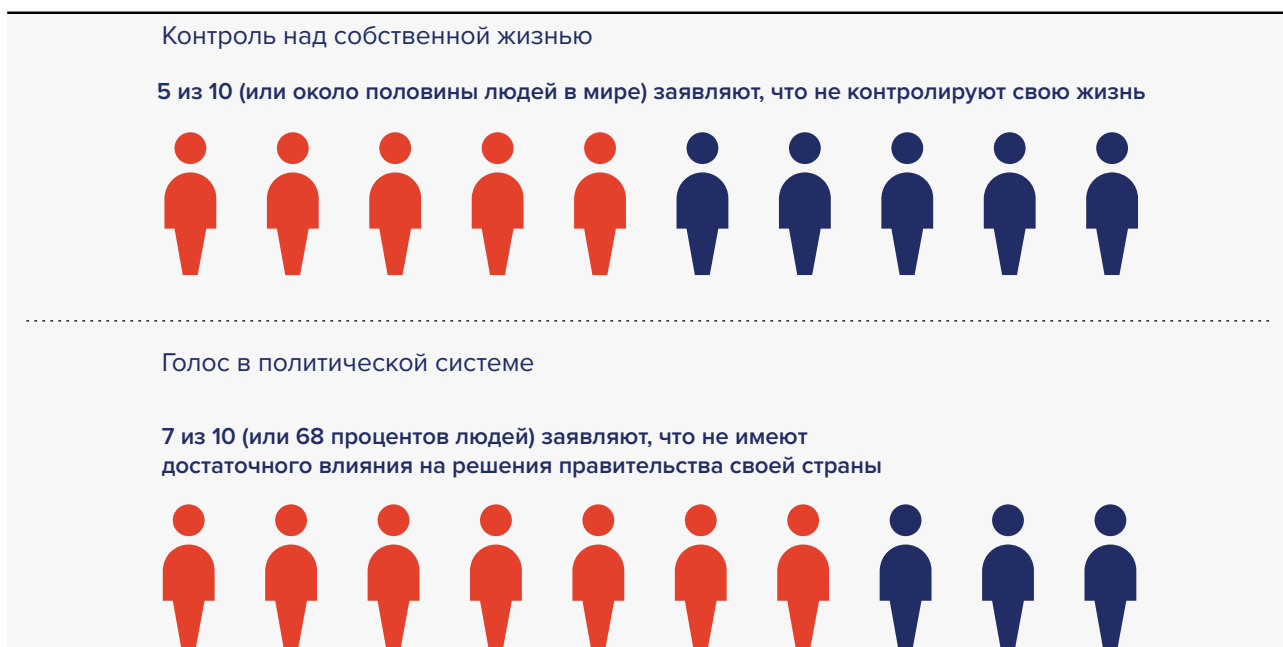 Контроль над собственной жизнью
5 из 10 (или около половины людей в мире) заявляют, что не контролируют свою жизнь
Голос в политической системе
7 из 10 (или 68 процентов людей) заявляют, что не имеют
достаточного влияния на решения правительства своей страны